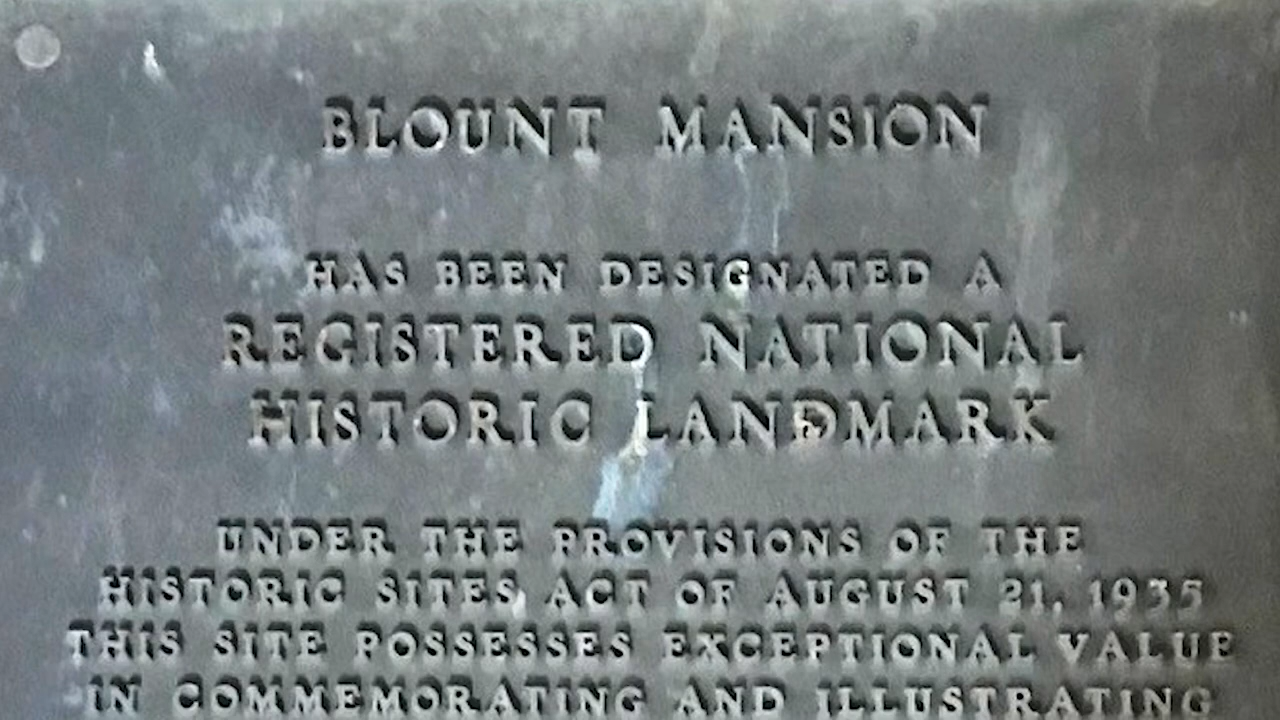 BLOUNT MANSION
HAS BEEN DESIGNATED A
REGISTERED NATIONAL
HISTORIC LANDMARK
UNDER THE PROVISIONS OF THE
HISTORIC SITES ACT OF AUGUST 21, 1935
THIS SITE POSSESSES EXCEPTIONAL VALUE
IN COMMEMORATING AND ILLUSTRATING